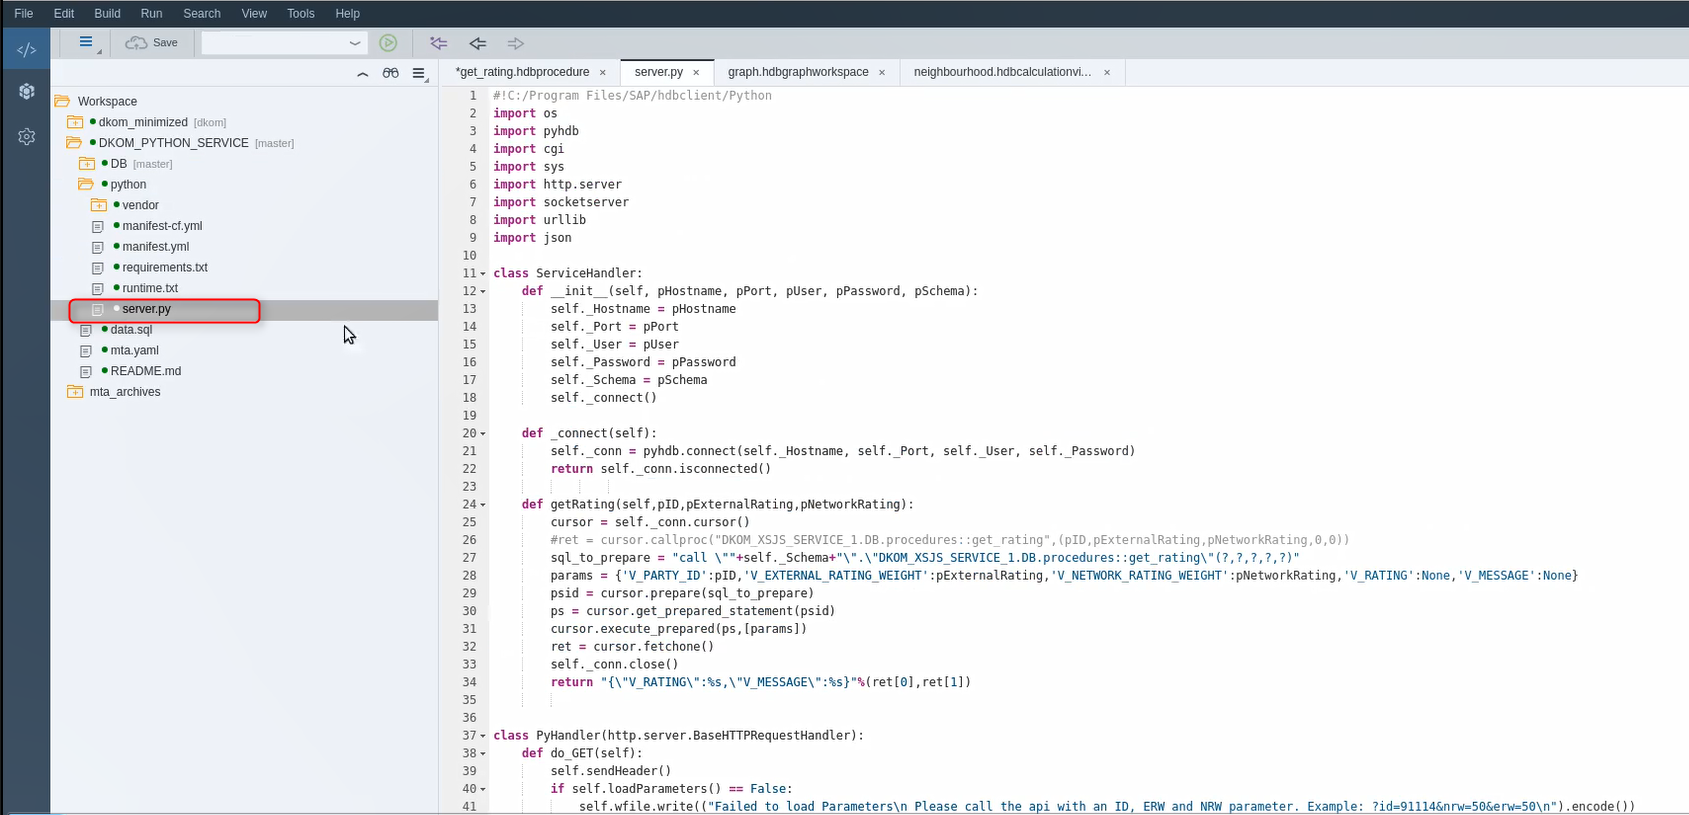 File Edit Build Run Search View Tools Help
</> Save
*get_rating.hdbprocedure × server.py × graph.hdbgraphworkspace × neighbourhood.hdbcalculationvi... ×
Workspace
dkom_minimized [dkom]
DKOM_PYTHON_SERVICE [master]
DB [master]
python
vendor
manifest-cf.yml
manifest.yml
requirements.txt
runtime.txt
server.py
data.sql
mta.yaml
README.md
mta_archives
1 #!C:/Program Files/SAP/hdbclient/Python
2 import os
3 import pyhdb
4 import cgi
5 import sys
6 import http.server
7 import socketserver
8 import urllib
9 import json
10
11 class ServiceHandler:
12 def __init__(self, pHostname, pPort, pUser, pPassword, pSchema):
13 self._Hostname = pHostname
14 self._Port = pPort
15 self._User = pUser
16 self._Password = pPassword
17 self._Schema = pSchema
18 self._connect()
19
20 def _connect(self):
21 self._conn = pyhdb.connect(self._Hostname, self._Port, self._User, self._Password)
22 return self._conn.isconnected()
23
24 def getRating(self,pID,pExternalRating,pNetworkRating):
25 cursor = self._conn.cursor()
26 #ret = cursor.callproc("DKOM_XSJS_SERVICE_1.DB.procedures::get_rating",(pID,pExternalRating,pNetworkRating,0,0))
27 sql_to_prepare = "call \""+self._Schema+"\".\"DKOM_XSJS_SERVICE_1.DB.procedures::get_rating\"(?,?,?,?,?)"
28 params = {'V_PARTY_ID':pID,'V_EXTERNAL_RATING_WEIGHT':pExternalRating,'V_NETWORK_RATING_WEIGHT':pNetworkRating,'V_RATING':None,'V_MESSAGE':None}
29 psid = cursor.prepare(sql_to_prepare)
30 ps = cursor.get_prepared_statement(psid)
31 cursor.execute_prepared(ps,[params])
32 ret = cursor.fetchone()
33 self._conn.close()
34 return "{\"V_RATING\":%s,\"V_MESSAGE\":%s}"%(ret[0],ret[1])
35
36
37 class PyHandler(http.server.BaseHTTPRequestHandler):
38 def do_GET(self):
39 self.sendHeader()
40 if self.loadParameters() == False:
41 self.wfile.write(("Failed to load Parameters\n Please call the api with an ID, ERW and NRW parameter. Example: ?id=91114&nrw=50&erw=50\n").encode())